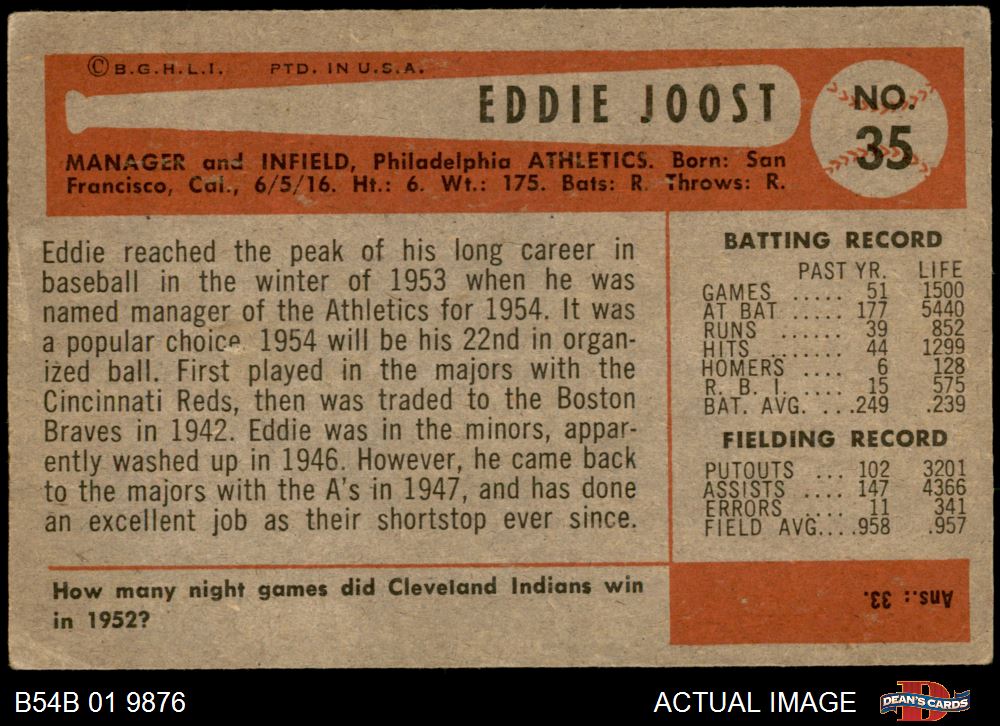 © B.G.H.L.I. PTD. IN U.S.A.
EDDIE JOOST
NO.
35
MANAGER and INFIELD, Philadelphia ATHLETICS. Born: San
Francisco, Cal., 6/5/16. Ht.: 6. Wt.: 175. Bats: R. Throws: R.
Eddie reached the peak of his long career in
baseball in the winter of 1953 when he was
named manager of the Athletics for 1954. It was
a popular choice. 1954 will be his 22nd in organ-
ized ball. First played in the majors with the
Cincinnati Reds, then was traded to the Boston
Braves in 1942. Eddie was in the minors, appar-
ently washed up in 1946. However, he came back
to the majors with the A's in 1947, and has done
an excellent job as their shortstop ever since.
BATTING RECORD
PAST YR. LIFE
GAMES ..... 51 1500
AT BAT ..... 177 5440
RUNS ...... 39 852
HITS ....... 44 1299
HOMERS .... 6 128
R. B. I. .... 15 575
BAT. AVG. ....249 .239
FIELDING RECORD
PUTOUTS ... 102 3201
ASSISTS .... 147 4366
ERRORS .... 11 341
FIELD AVG....958 .957
How many night games did Cleveland Indians win
in 1952?
Ans.: 33.
B54B 01 9876
ACTUAL IMAGE
D
DEAN'S CARDS